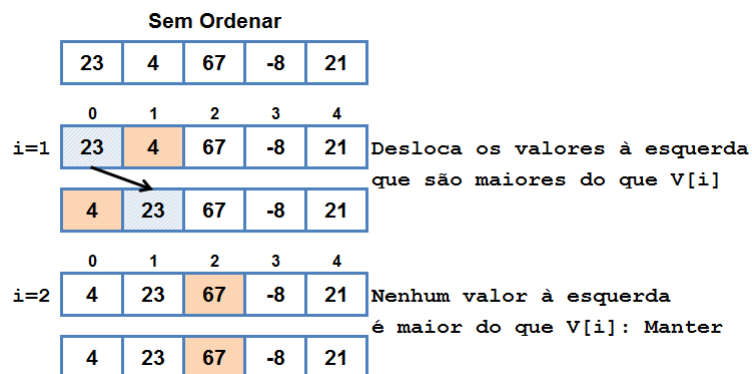 Sem Ordenar
23 4 67 -8 21
0 1 2 3 4
i=1 23 4 67 -8 21 Desloca os valores à esquerda
que são maiores do que V[i]
4 23 67 -8 21
0 1 2 3 4
i=2 4 23 67 -8 21 Nenhum valor à esquerda
é maior do que V[i]: Manter
4 23 67 -8 21